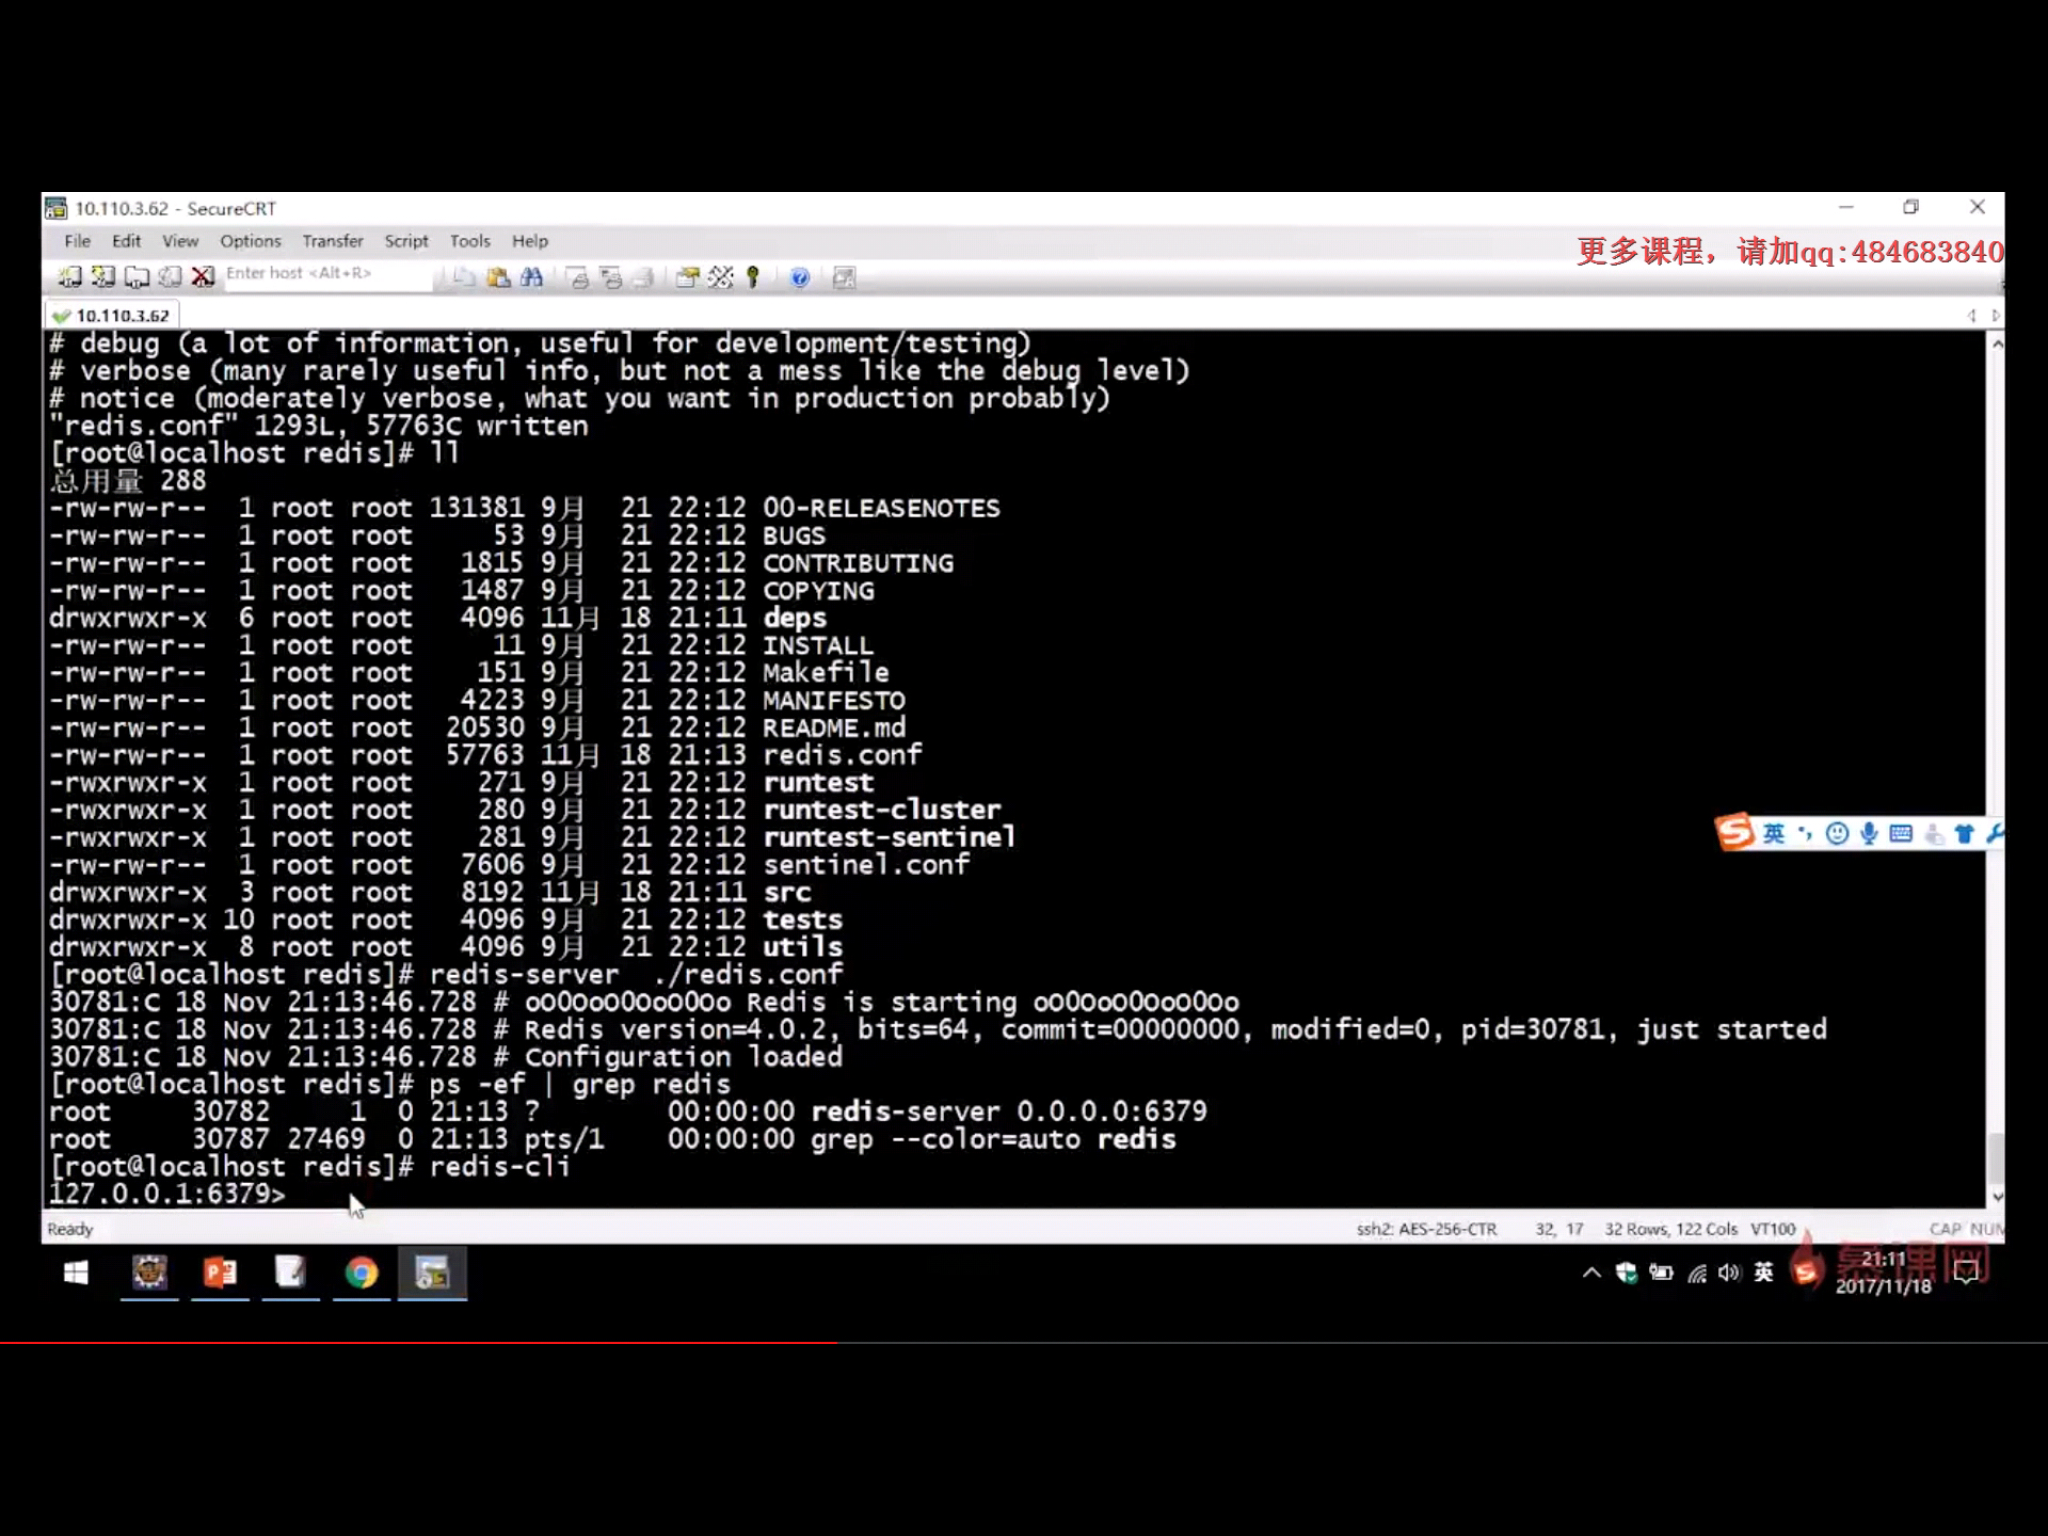 10.110.3.62 - SecureCRT
File Edit View Options Transfer Script Tools Help
更多课程，请加qq:484683840
Enter host <Alt+R>
10.110.3.62
# debug (a lot of information, useful for development/testing)
# verbose (many rarely useful info, but not a mess like the debug level)
# notice (moderately verbose, what you want in production probably)
"redis.conf" 1293L, 57763C written
[root@localhost redis]# ll
总用量 288
-rw-rw-r--  1 root root 131381 9月  21 22:12 00-RELEASENOTES
-rw-rw-r--  1 root root     53 9月  21 22:12 BUGS
-rw-rw-r--  1 root root   1815 9月  21 22:12 CONTRIBUTING
-rw-rw-r--  1 root root   1487 9月  21 22:12 COPYING
drwxrwxr-x  6 root root   4096 11月 18 21:11 deps
-rw-rw-r--  1 root root     11 9月  21 22:12 INSTALL
-rw-rw-r--  1 root root    151 9月  21 22:12 Makefile
-rw-rw-r--  1 root root   4223 9月  21 22:12 MANIFESTO
-rw-rw-r--  1 root root  20530 9月  21 22:12 README.md
-rw-rw-r--  1 root root  57763 11月 18 21:13 redis.conf
-rwxrwxr-x  1 root root    271 9月  21 22:12 runtest
-rwxrwxr-x  1 root root    280 9月  21 22:12 runtest-cluster
-rwxrwxr-x  1 root root    281 9月  21 22:12 runtest-sentinel
-rw-rw-r--  1 root root   7606 9月  21 22:12 sentinel.conf
drwxrwxr-x  3 root root   8192 11月 18 21:11 src
drwxrwxr-x 10 root root   4096 9月  21 22:12 tests
drwxrwxr-x  8 root root   4096 9月  21 22:12 utils
[root@localhost redis]# redis-server  ./redis.conf
30781:C 18 Nov 21:13:46.728 # oO0OoO0OoO0Oo Redis is starting oO0OoO0OoO0Oo
30781:C 18 Nov 21:13:46.728 # Redis version=4.0.2, bits=64, commit=00000000, modified=0, pid=30781, just started
30781:C 18 Nov 21:13:46.728 # Configuration loaded
[root@localhost redis]# ps -ef | grep redis
root     30782     1  0 21:13 ?        00:00:00 redis-server 0.0.0.0:6379
root     30787 27469  0 21:13 pts/1    00:00:00 grep --color=auto redis
[root@localhost redis]# redis-cli
127.0.0.1:6379>
英
Ready ssh2: AES-256-CTR 32, 17 32 Rows, 122 Cols VT100 CAP NUM
英 21:11
2017/11/18
慕课网